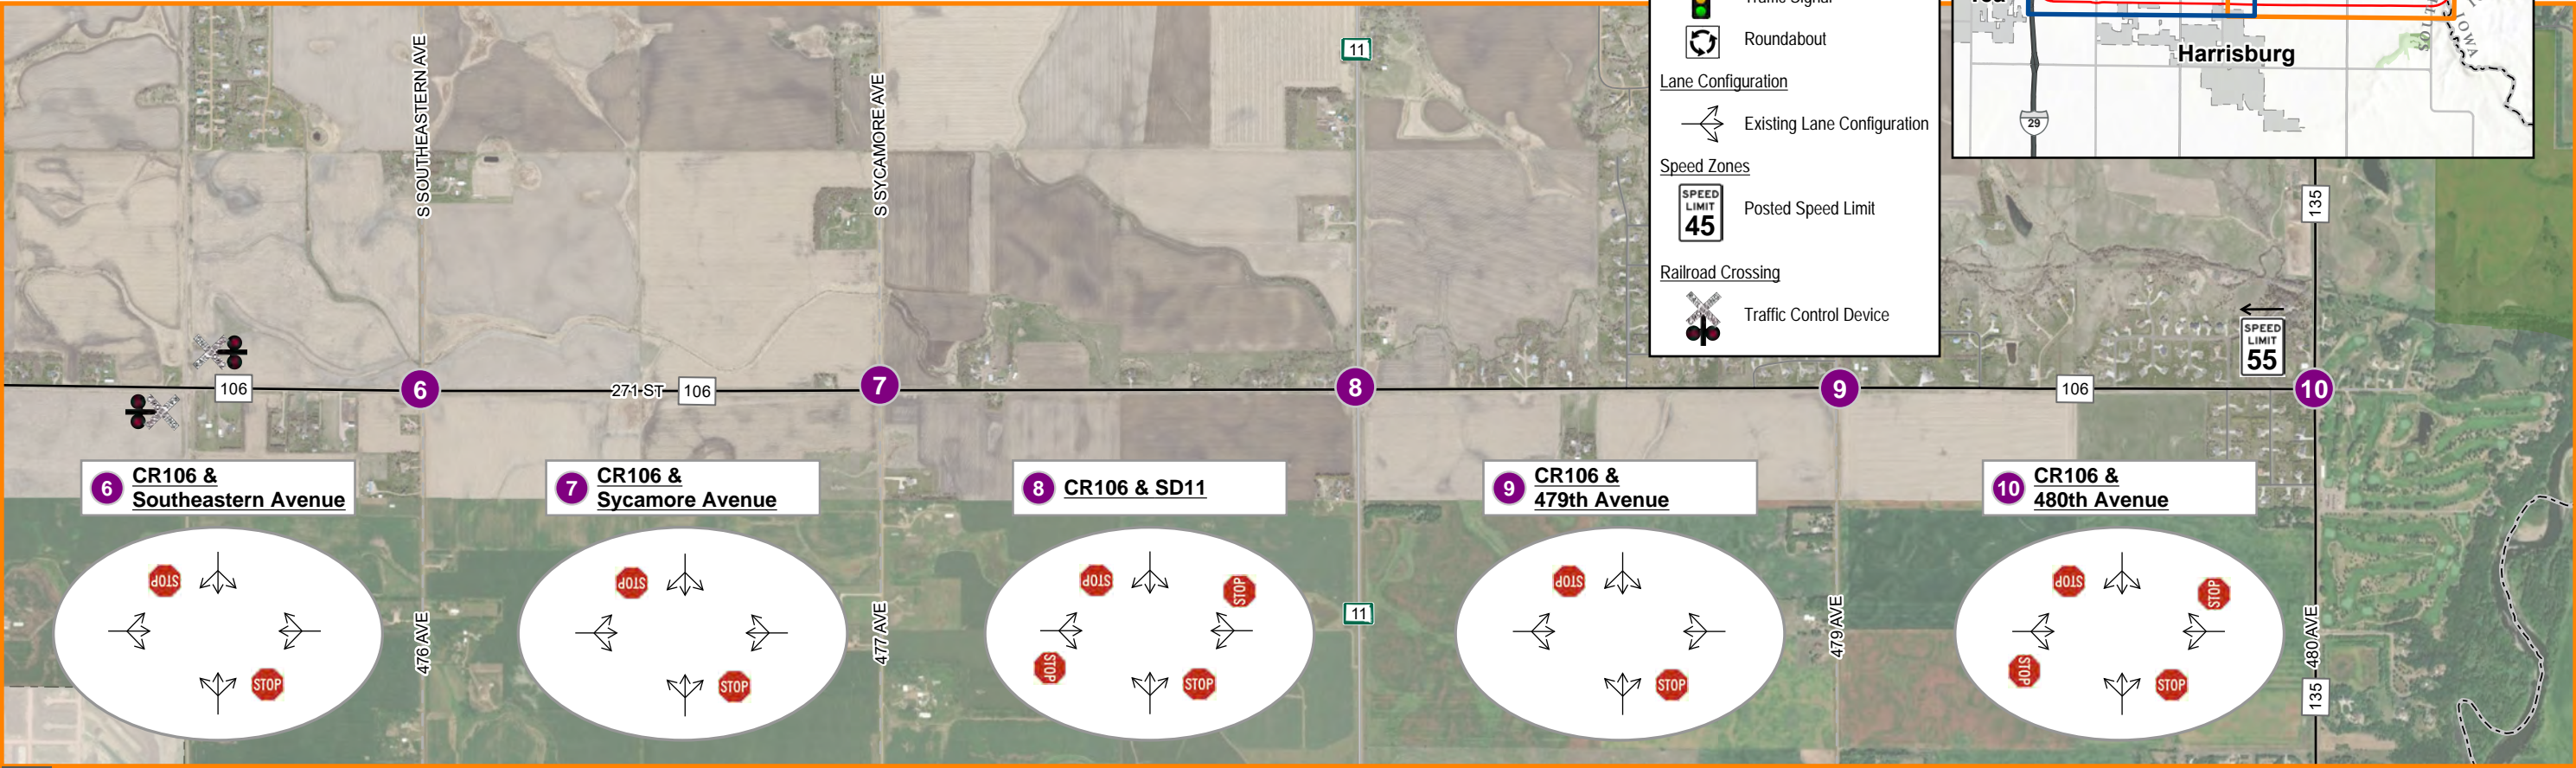 Traffic Signal
Roundabout
Lane Configuration
Existing Lane Configuration
Speed Zones
SPEED
LIMIT
45
Posted Speed Limit
Railroad Crossing
Traffic Control Device
Harrisburg
IOWA
29
S SOUTHEASTERN AVE
S SYCAMORE AVE
11
135
SPEED
LIMIT
55
106
6
271 ST
106
7
8
9
106
10
6
CR106 &
Southeastern Avenue
7
CR106 &
Sycamore Avenue
8
CR106 & SD11
9
CR106 &
479th Avenue
10
CR106 &
480th Avenue
STOP
STOP
STOP
STOP
STOP
STOP
STOP
STOP
STOP
STOP
STOP
STOP
STOP
STOP
476 AVE
477 AVE
11
479 AVE
480 AVE
135